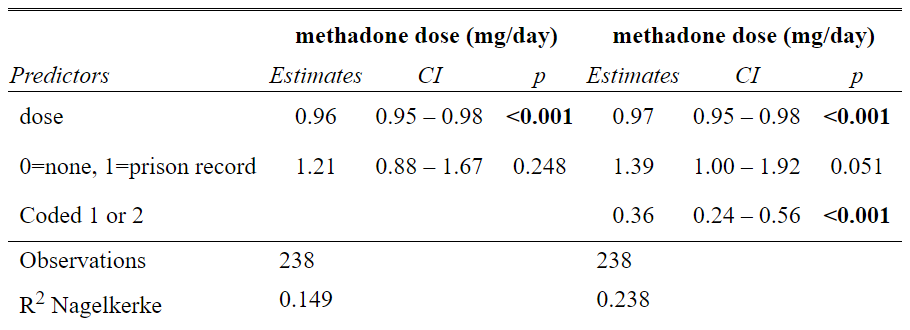 methadone dose (mg/day) methadone dose (mg/day)
Predictors Estimates CI p Estimates CI p
dose 0.96 0.95 – 0.98 <0.001 0.97 0.95 – 0.98 <0.001
0=none, 1=prison record 1.21 0.88 – 1.67 0.248 1.39 1.00 – 1.92 0.051
Coded 1 or 2 0.36 0.24 – 0.56 <0.001
Observations 238 238
R² Nagelkerke 0.149 0.238